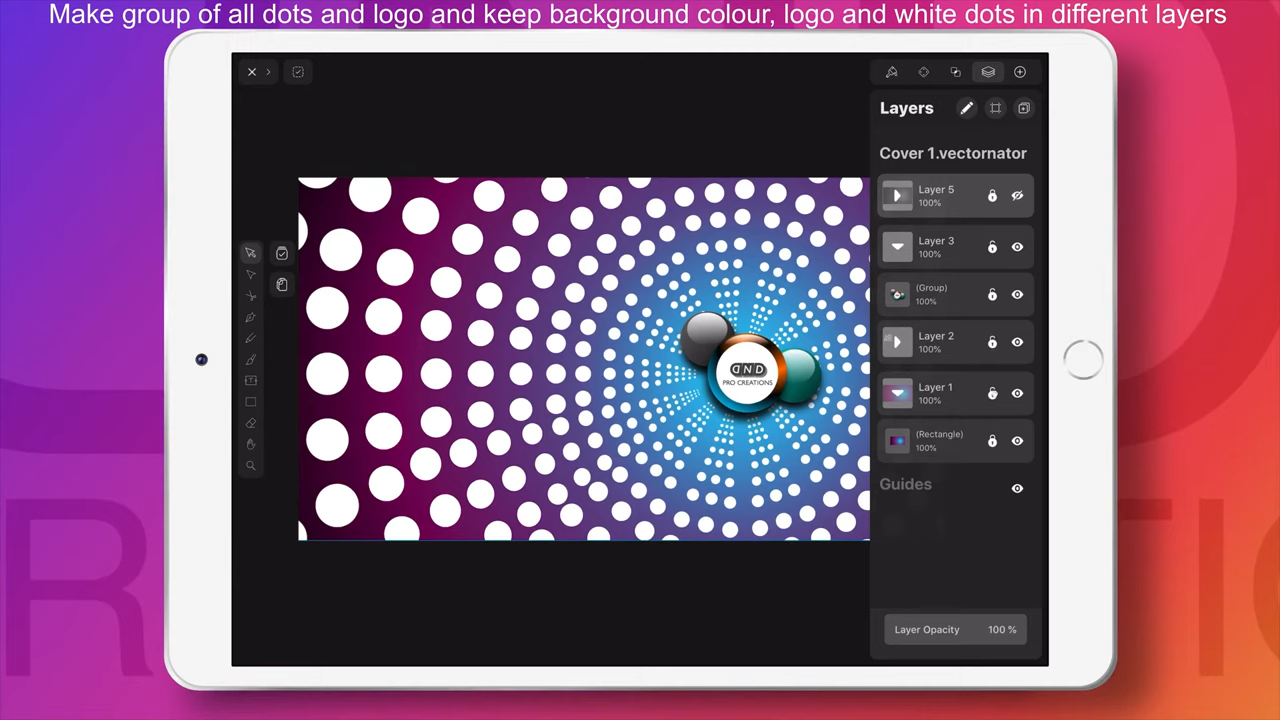 Make group of all dots and logo and keep background colour, logo and white dots in different layers
Layers
Cover 1.vectornator
Layer 5
100%
Layer 3
100%
(Group)
100%
Layer 2
100%
Layer 1
100%
(Rectangle)
100%
Guides
Layer Opacity 100 %
DND
PRO CREATIONS